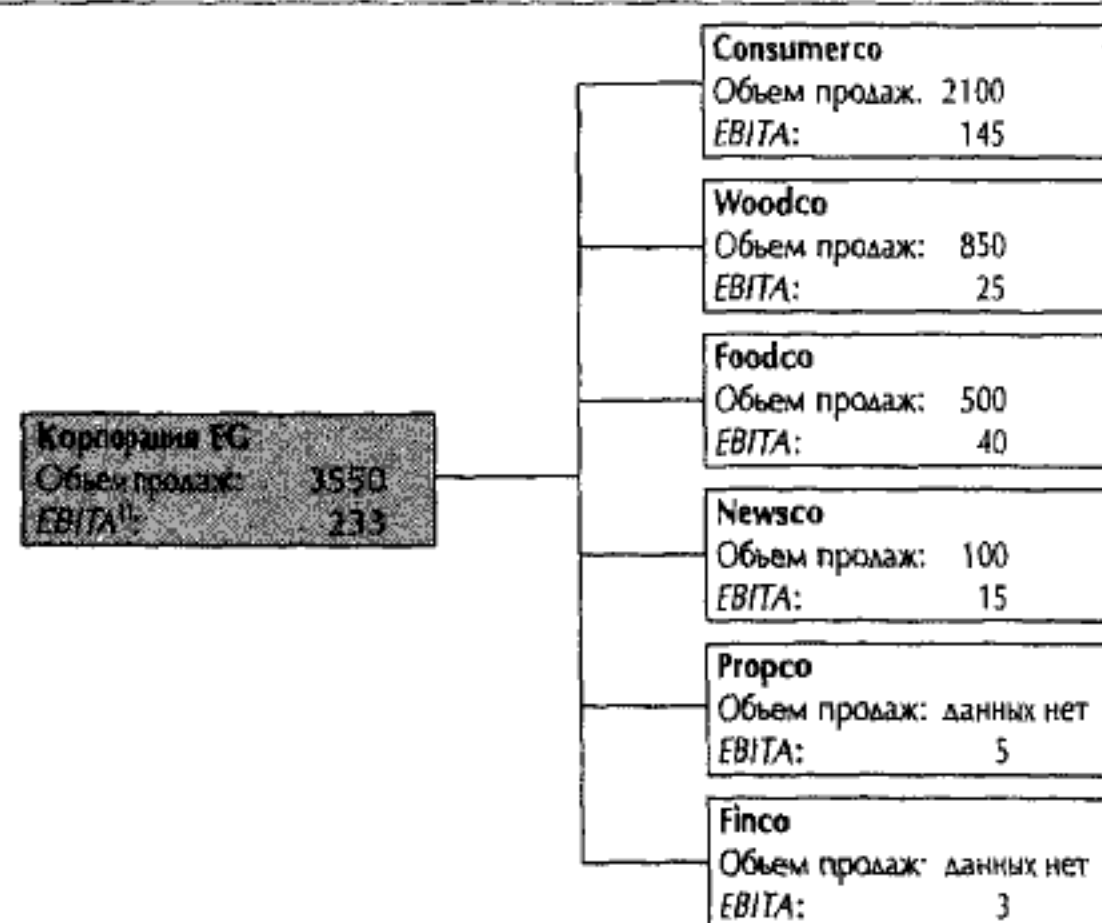 Корпорация EG
Объем продаж: 3550
EBITA¹⁾: 233
Consumerco
Объем продаж. 2100
EBITA: 145
Woodco
Объем продаж: 850
EBITA: 25
Foodco
Объем продаж: 500
EBITA: 40
Newsco
Объем продаж: 100
EBITA: 15
Propco
Объем продаж: данных нет
EBITA: 5
Finco
Объем продаж: данных нет
EBITA: 3